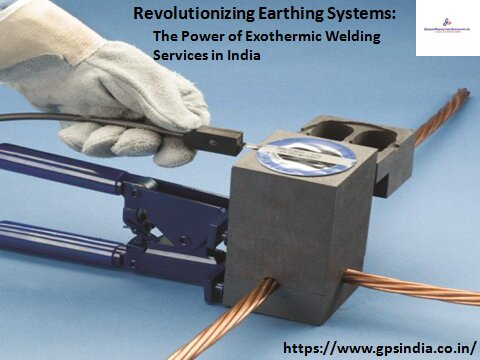 Revolutionizing Earthing Systems:
The Power of Exothermic Welding
Services in India
https://www.gpsindia.co.in/